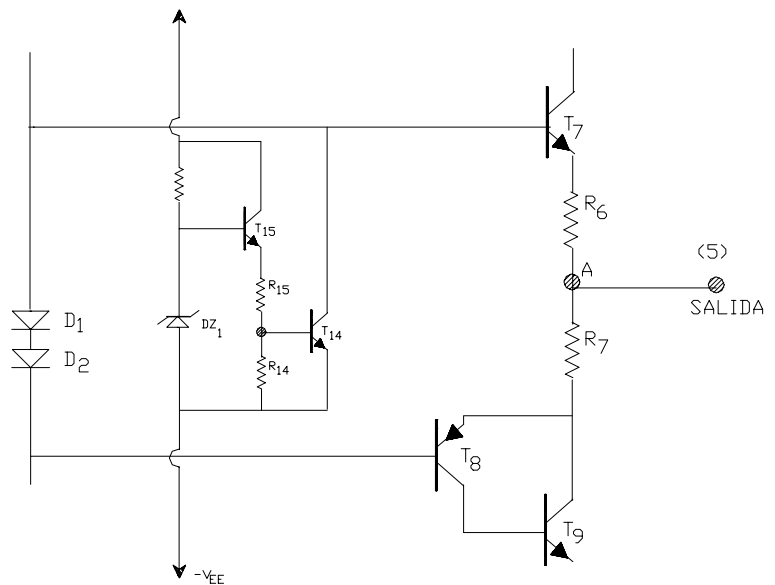 T7
R6
A
(5)
SALIDA
T15
R15
DZ1
T14
D1
D2
R14
R7
T8
T9
-VEE